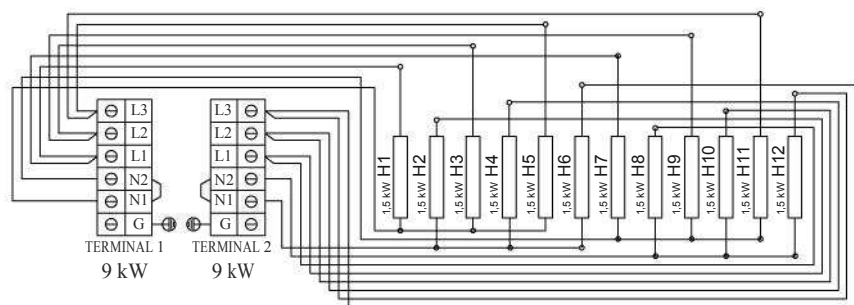 L3 L3
L2 L2
L1 L1
N2 N2
N1 N1
G G
TERMINAL 1 TERMINAL 2
9 kW 9 kW
1,5 kW H1
1,5 kW H2
1,5 kW H3
1,5 kW H4
1,5 kW H5
1,5 kW H6
1,5 kW H7
1,5 kW H8
1,5 kW H9
1,5 kW H10
1,5 kW H11
1,5 kW H12